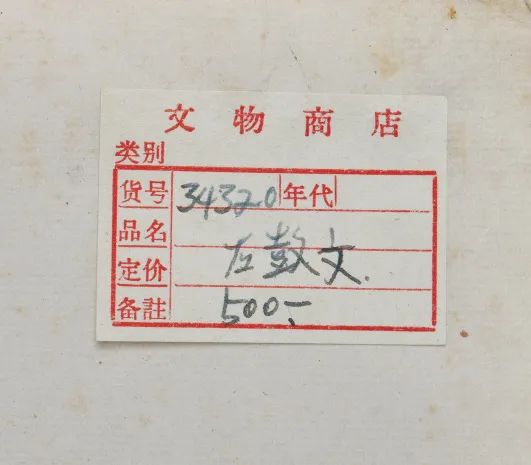 文物商店
类别
货号 34320 年代
品名
定价 石鼓文.
备註 500-